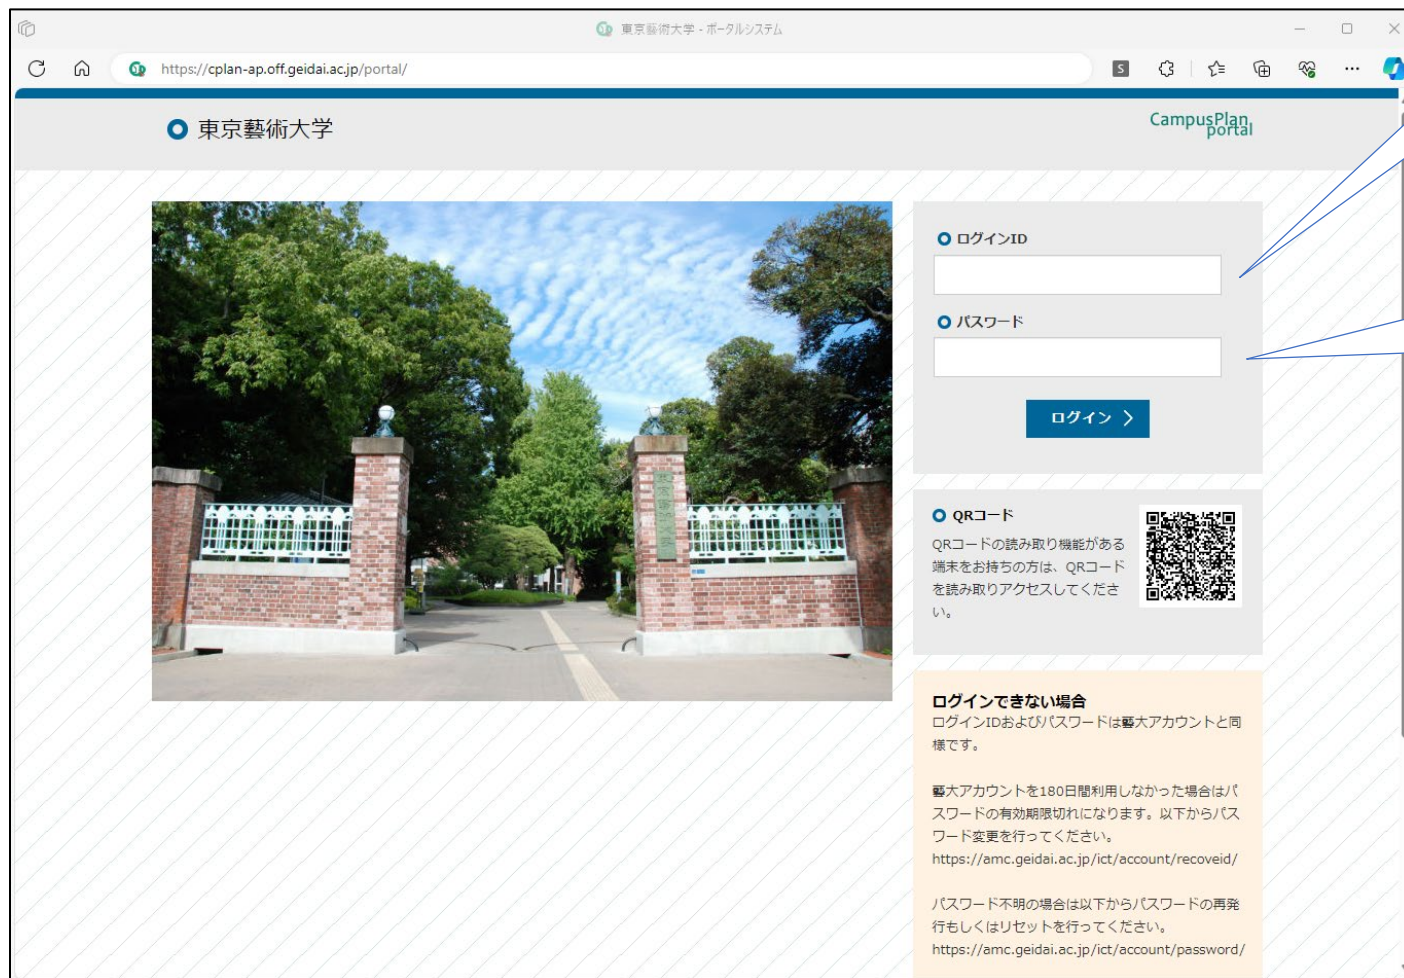 東京藝術大学 - ポータルシステム
https://cplan-ap.off.geidai.ac.jp/portal/
東京藝術大学
CampusPlan
portal
ログインID
パスワード
ログイン
QRコード
QRコードの読み取り機能がある
端末をお持ちの方は、QRコード
を読み取りアクセスしてくださ
い。
ログインできない場合
ログインIDおよびパスワードは藝大アカウントと同
様です。
藝大アカウントを180日間利用しなかった場合はパ
スワードの有効期限切れになります。以下からパス
ワード変更を行ってください。
https://amc.geidai.ac.jp/ict/account/recoveid/
パスワード不明の場合は以下からパスワードの再発
行もしくはリセットを行ってください。
https://amc.geidai.ac.jp/ict/account/password/